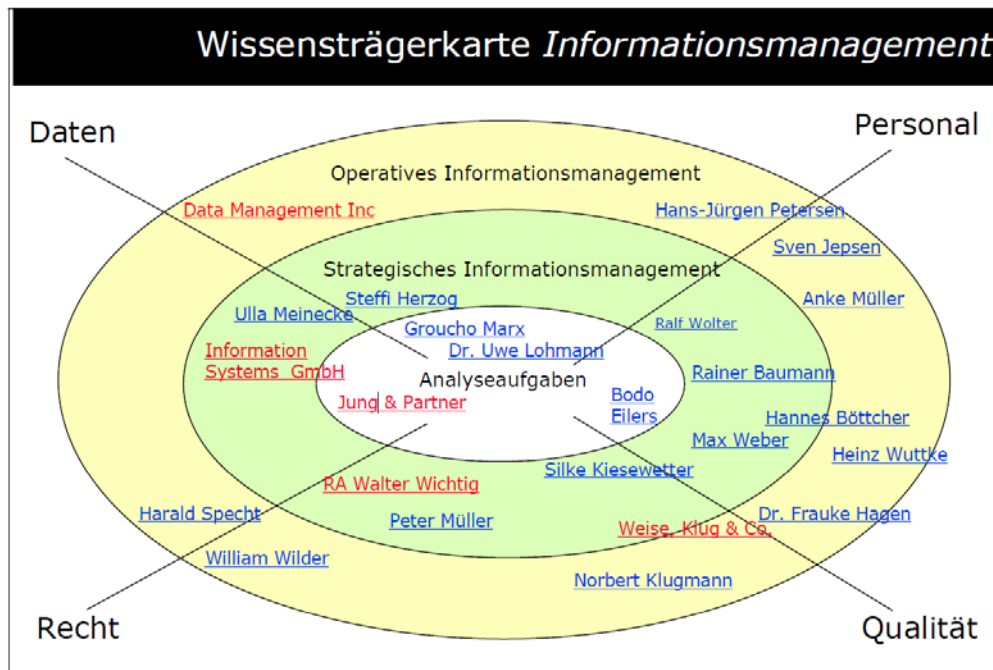 Wissensträgerkarte Informationsmanagement
Daten
Personal
Operatives Informationsmanagement
Data Management Inc
Hans-Jürgen Petersen
Sven Jepsen
Strategisches Informationsmanagement
Steffi Herzog
Anke Müller
Ulla Meinecke
Groucho Marx
Ralf Wolter
Information
Systems GmbH
Dr. Uwe Lohmann
Rainer Baumann
Analyseaufgaben
Jung & Partner
Bodo
Eilers
Hannes Böttcher
Max Weber
Heinz Wuttke
Silke Kiesewetter
RA Walter Wichtig
Harald Specht
Peter Müller
Dr. Frauke Hagen
Weise, Klug & Co.
William Wilder
Norbert Klugmann
Recht
Qualität